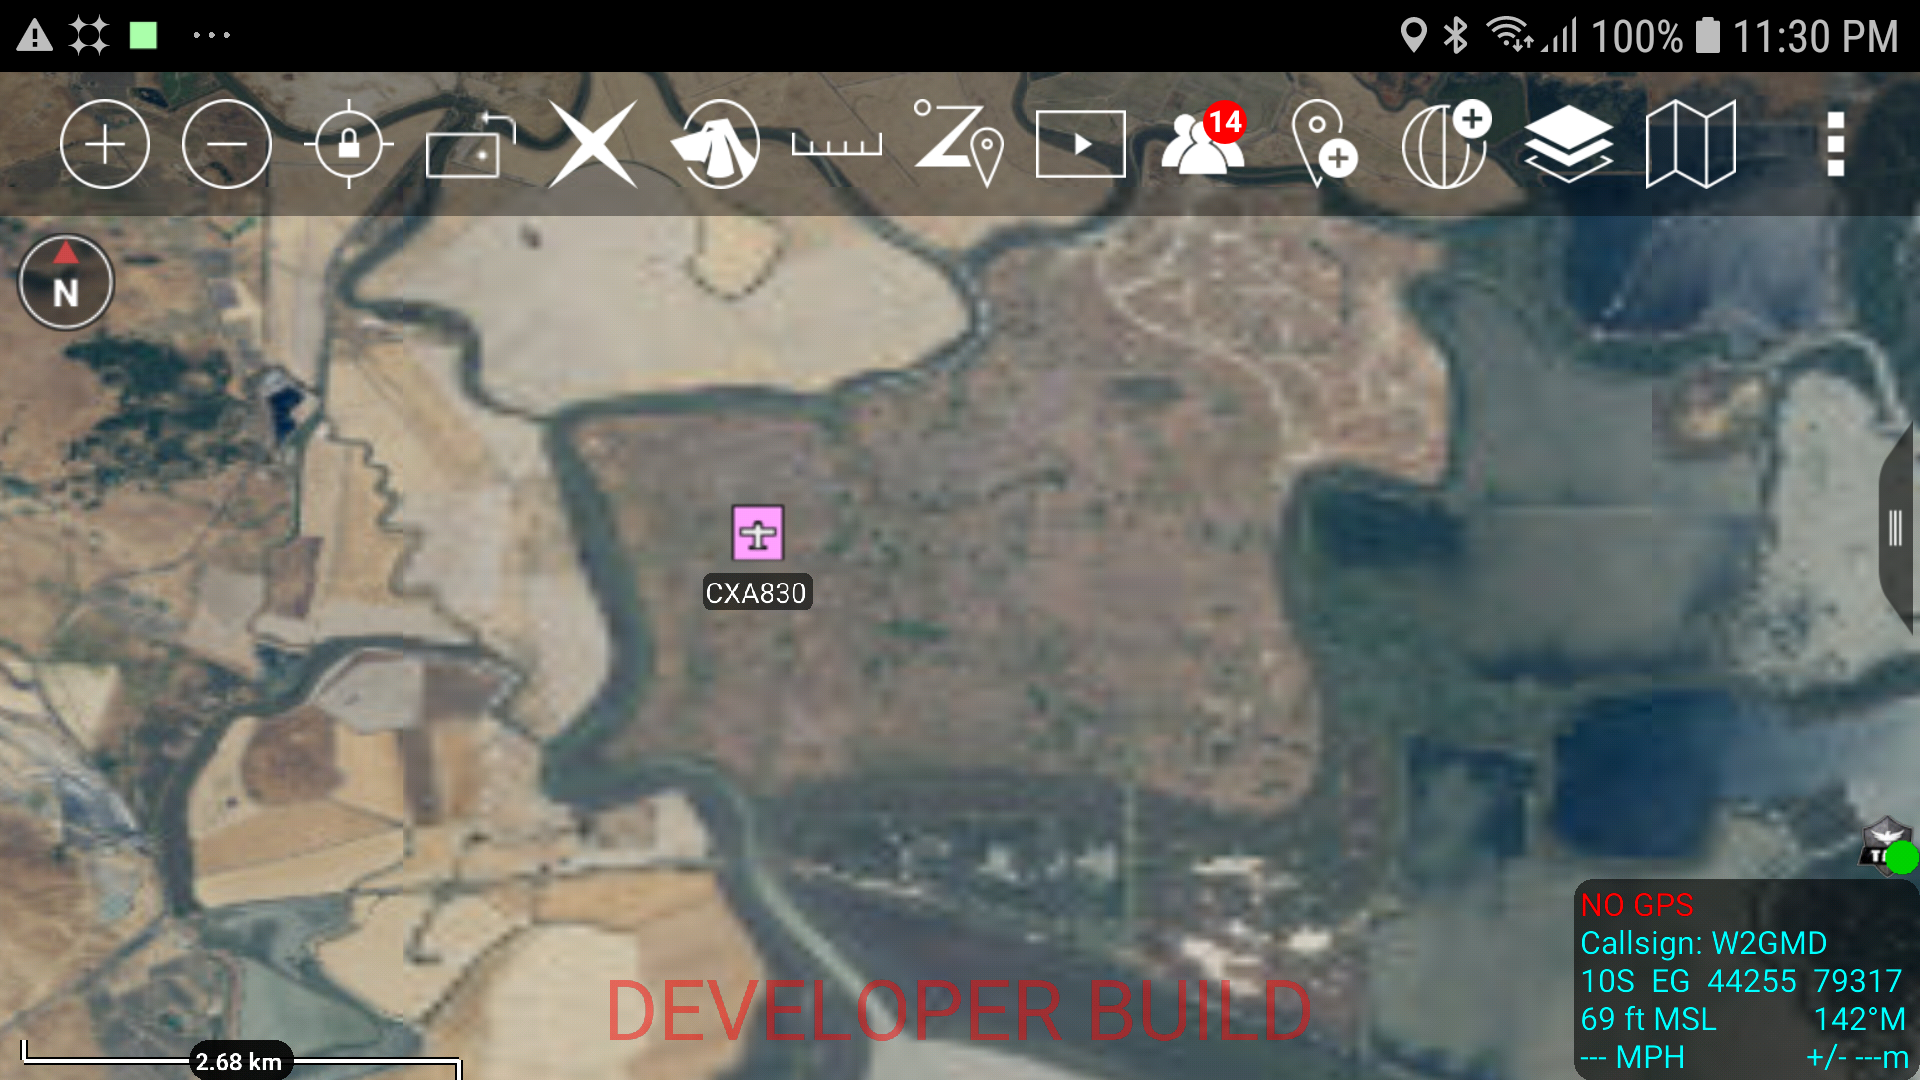 100% 11:30 PM
14
N
CXA830
NO GPS
Callsign: W2GMD
10S EG 44255 79317
69 ft MSL 142°M
--- MPH +/- ---m
DEVELOPER BUILD
2.68 km